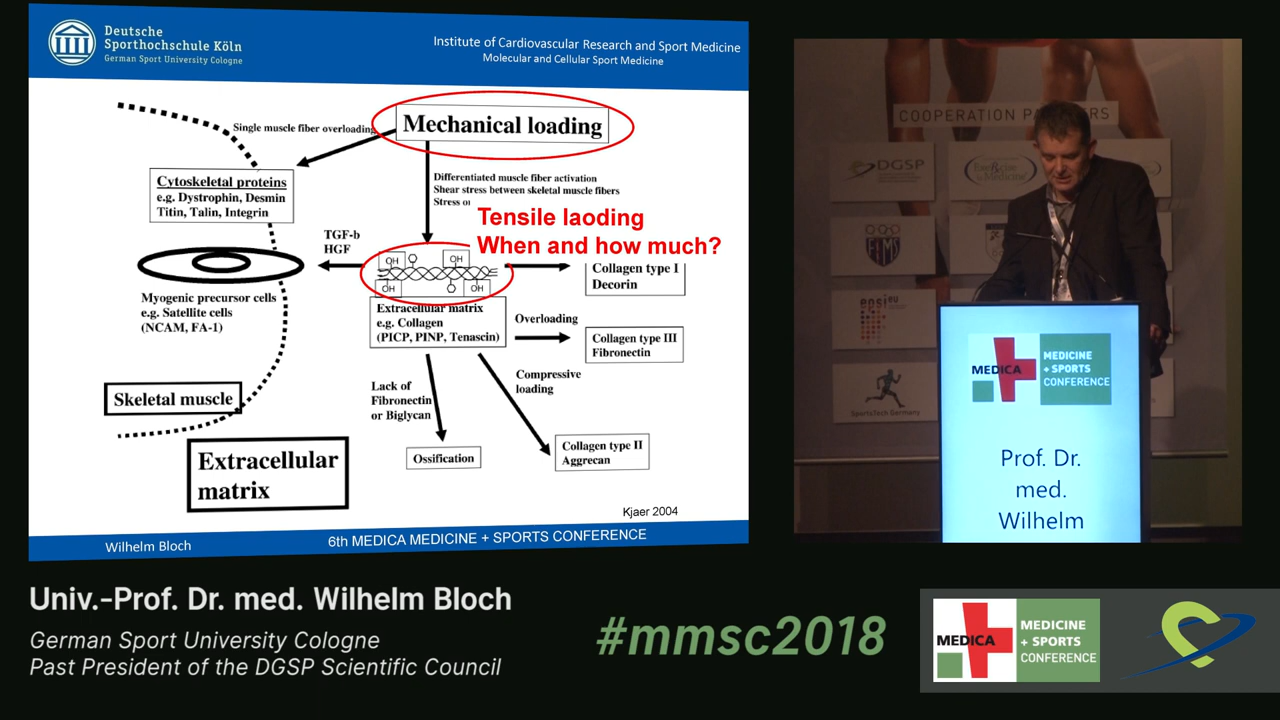 Deutsche
Sporthochschule Köln
German Sport University Cologne
Institute of Cardiovascular Research and Sport Medicine
Molecular and Cellular Sport Medicine
Single muscle fiber overloading
Mechanical loading
Cytoskeletal proteins
e.g. Dystrophin, Desmin
Titin, Talin, Integrin
Differentiated muscle fiber activation
Shear stress between skeletal muscle fibers
Stress
Tensile laoding
When and how much?
TGF-b
HGF
OH
OH
OH
OH
Collagen type I
Decorin
Myogenic precursor cells
e.g. Satellite cells
(NCAM, FA-1)
Extracellular matrix
e.g. Collagen
(PICP, PINP, Tenascin)
Overloading
Collagen type III
Fibronectin
Compressive
loading
Lack of
Fibronectin
or Biglycan
Skeletal muscle
Extracellular
matrix
Ossification
Collagen type II
Aggrecan
Kjaer 2004
Wilhelm Bloch
6th MEDICA MEDICINE + SPORTS CONFERENCE
COOPERATION
DGSP
FIMS
SportsTech Germany
MEDICA
MEDICINE
+ SPORTS
CONFERENCE
Prof. Dr.
med.
Wilhelm
Univ.-Prof. Dr. med. Wilhelm Bloch
German Sport University Cologne
Past President of the DGSP Scientific Council
#mmsc2018
MEDICA
MEDICINE
+ SPORTS
CONFERENCE